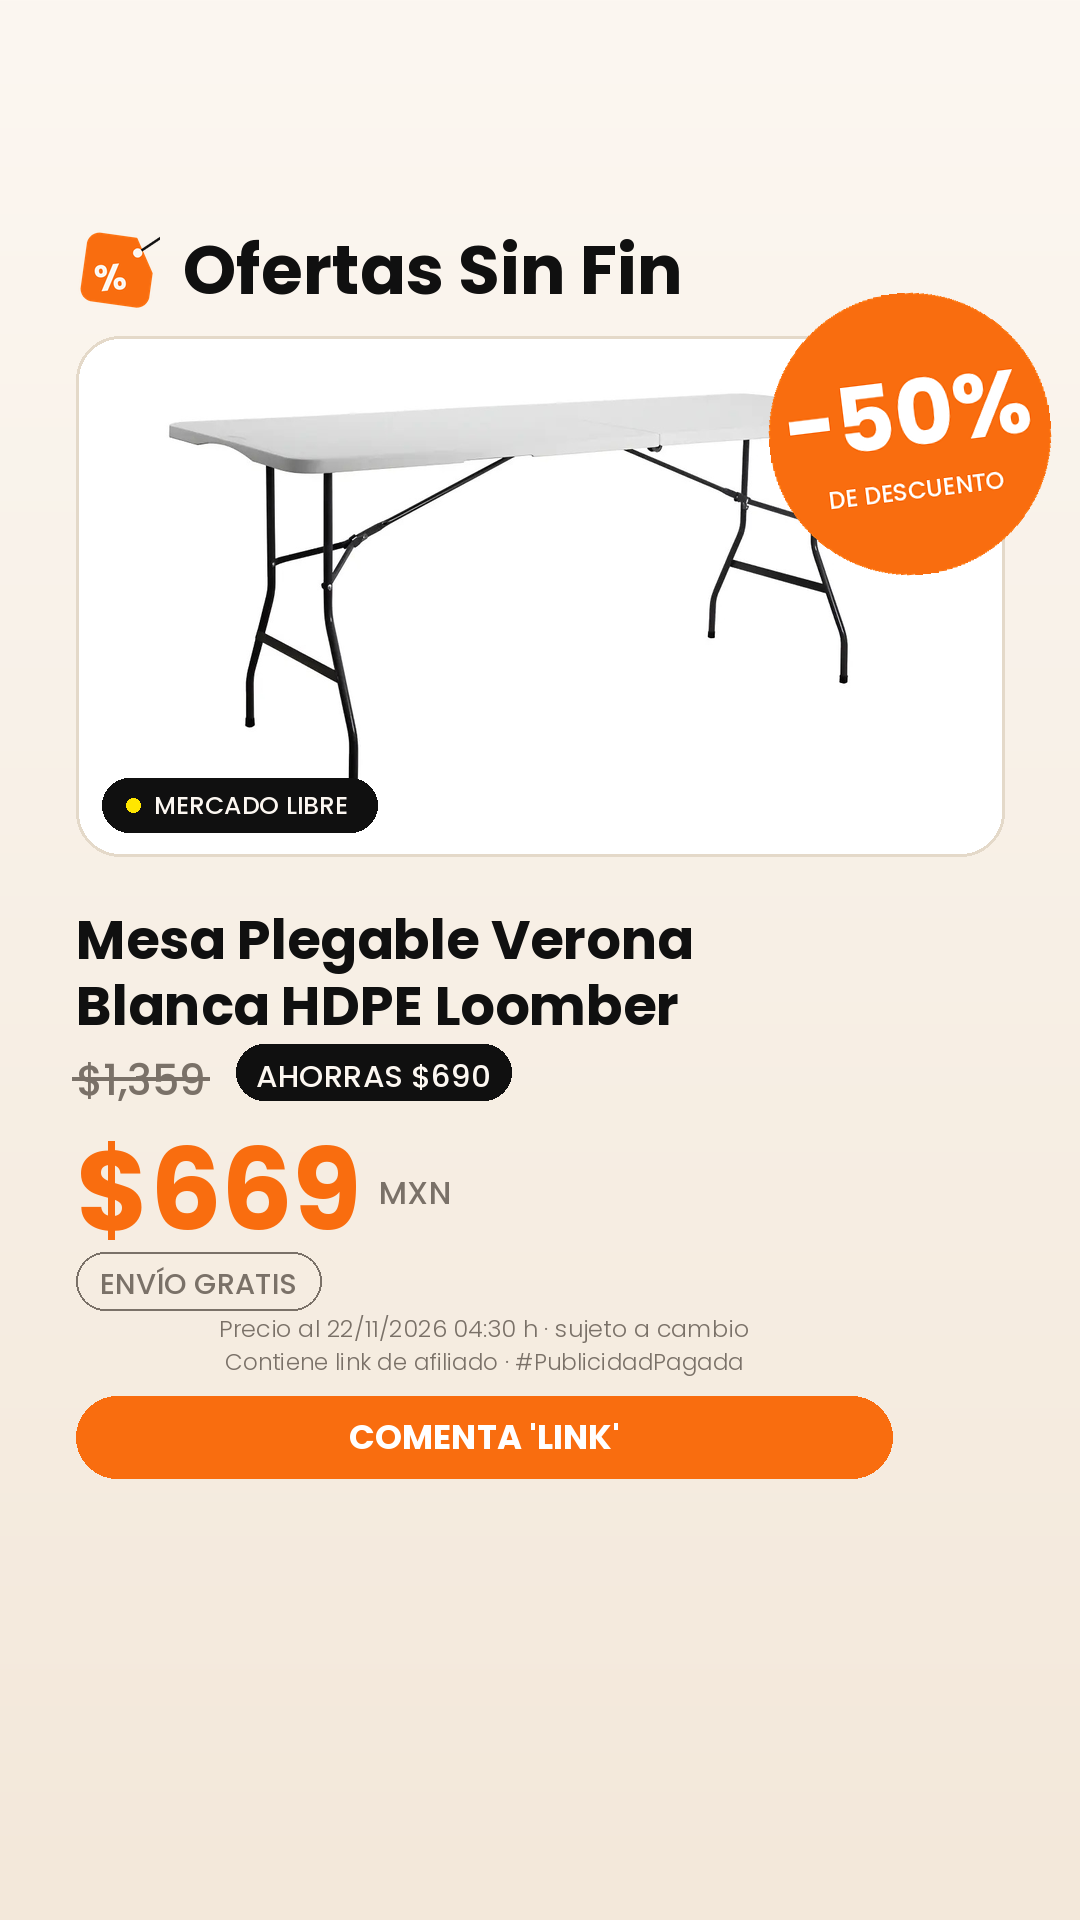 %
Ofertas Sin Fin
-50%
DE DESCUENTO
MERCADO LIBRE
Mesa Plegable Verona
Blanca HDPE Loomber
$1,359
AHORRAS $690
$669 MXN
ENVÍO GRATIS
Precio al 22/11/2026 04:30 h · sujeto a cambio
Contiene link de afiliado · #PublicidadPagada
COMENTA 'LINK'